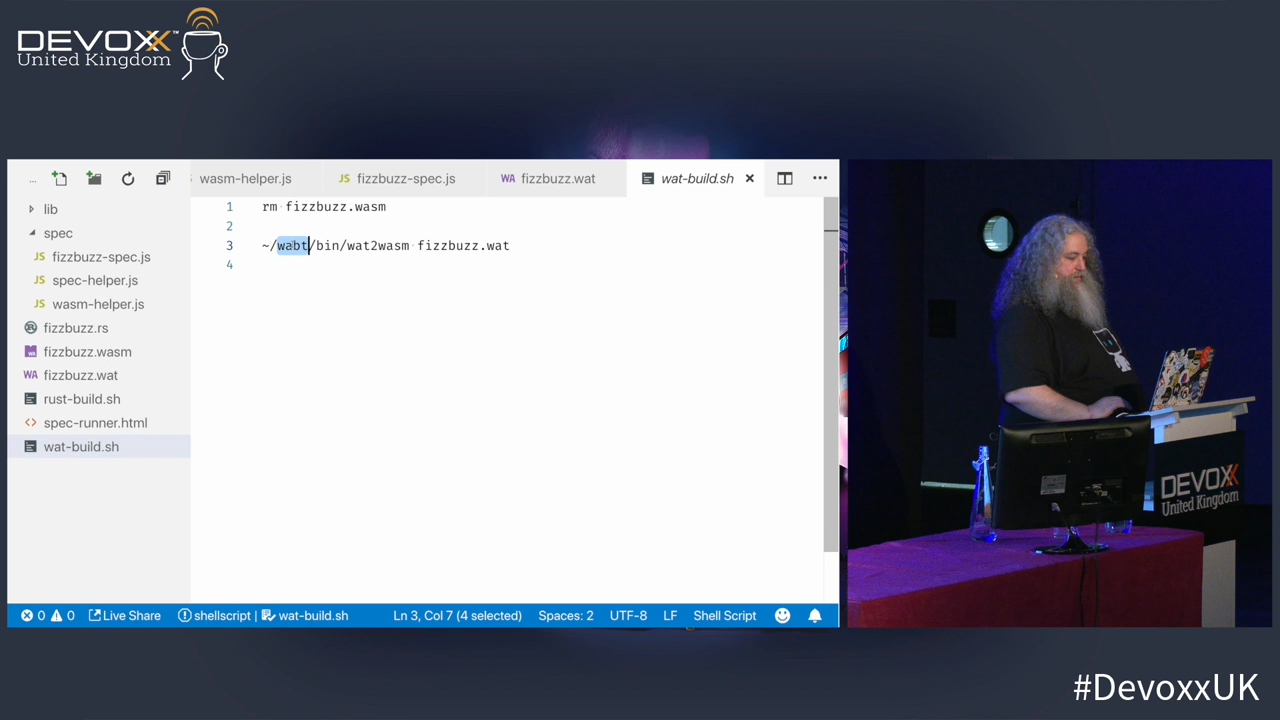 DEVOXX™
United Kingdom
... wasm-helper.js fizzbuzz-spec.js fizzbuzz.wat wat-build.sh ...
JS WA
lib
spec
JS fizzbuzz-spec.js
JS spec-helper.js
JS wasm-helper.js
fizzbuzz.rs
WA fizzbuzz.wasm
WA fizzbuzz.wat
rust-build.sh
<> spec-runner.html
wat-build.sh
1 rm fizzbuzz.wasm
2
3 ~/wabt/bin/wat2wasm fizzbuzz.wat
4
0 0 Live Share shellscript | wat-build.sh Ln 3, Col 7 (4 selected) Spaces: 2 UTF-8 LF Shell Script
DEVOXX
United Kingdom
#DevoxxUK